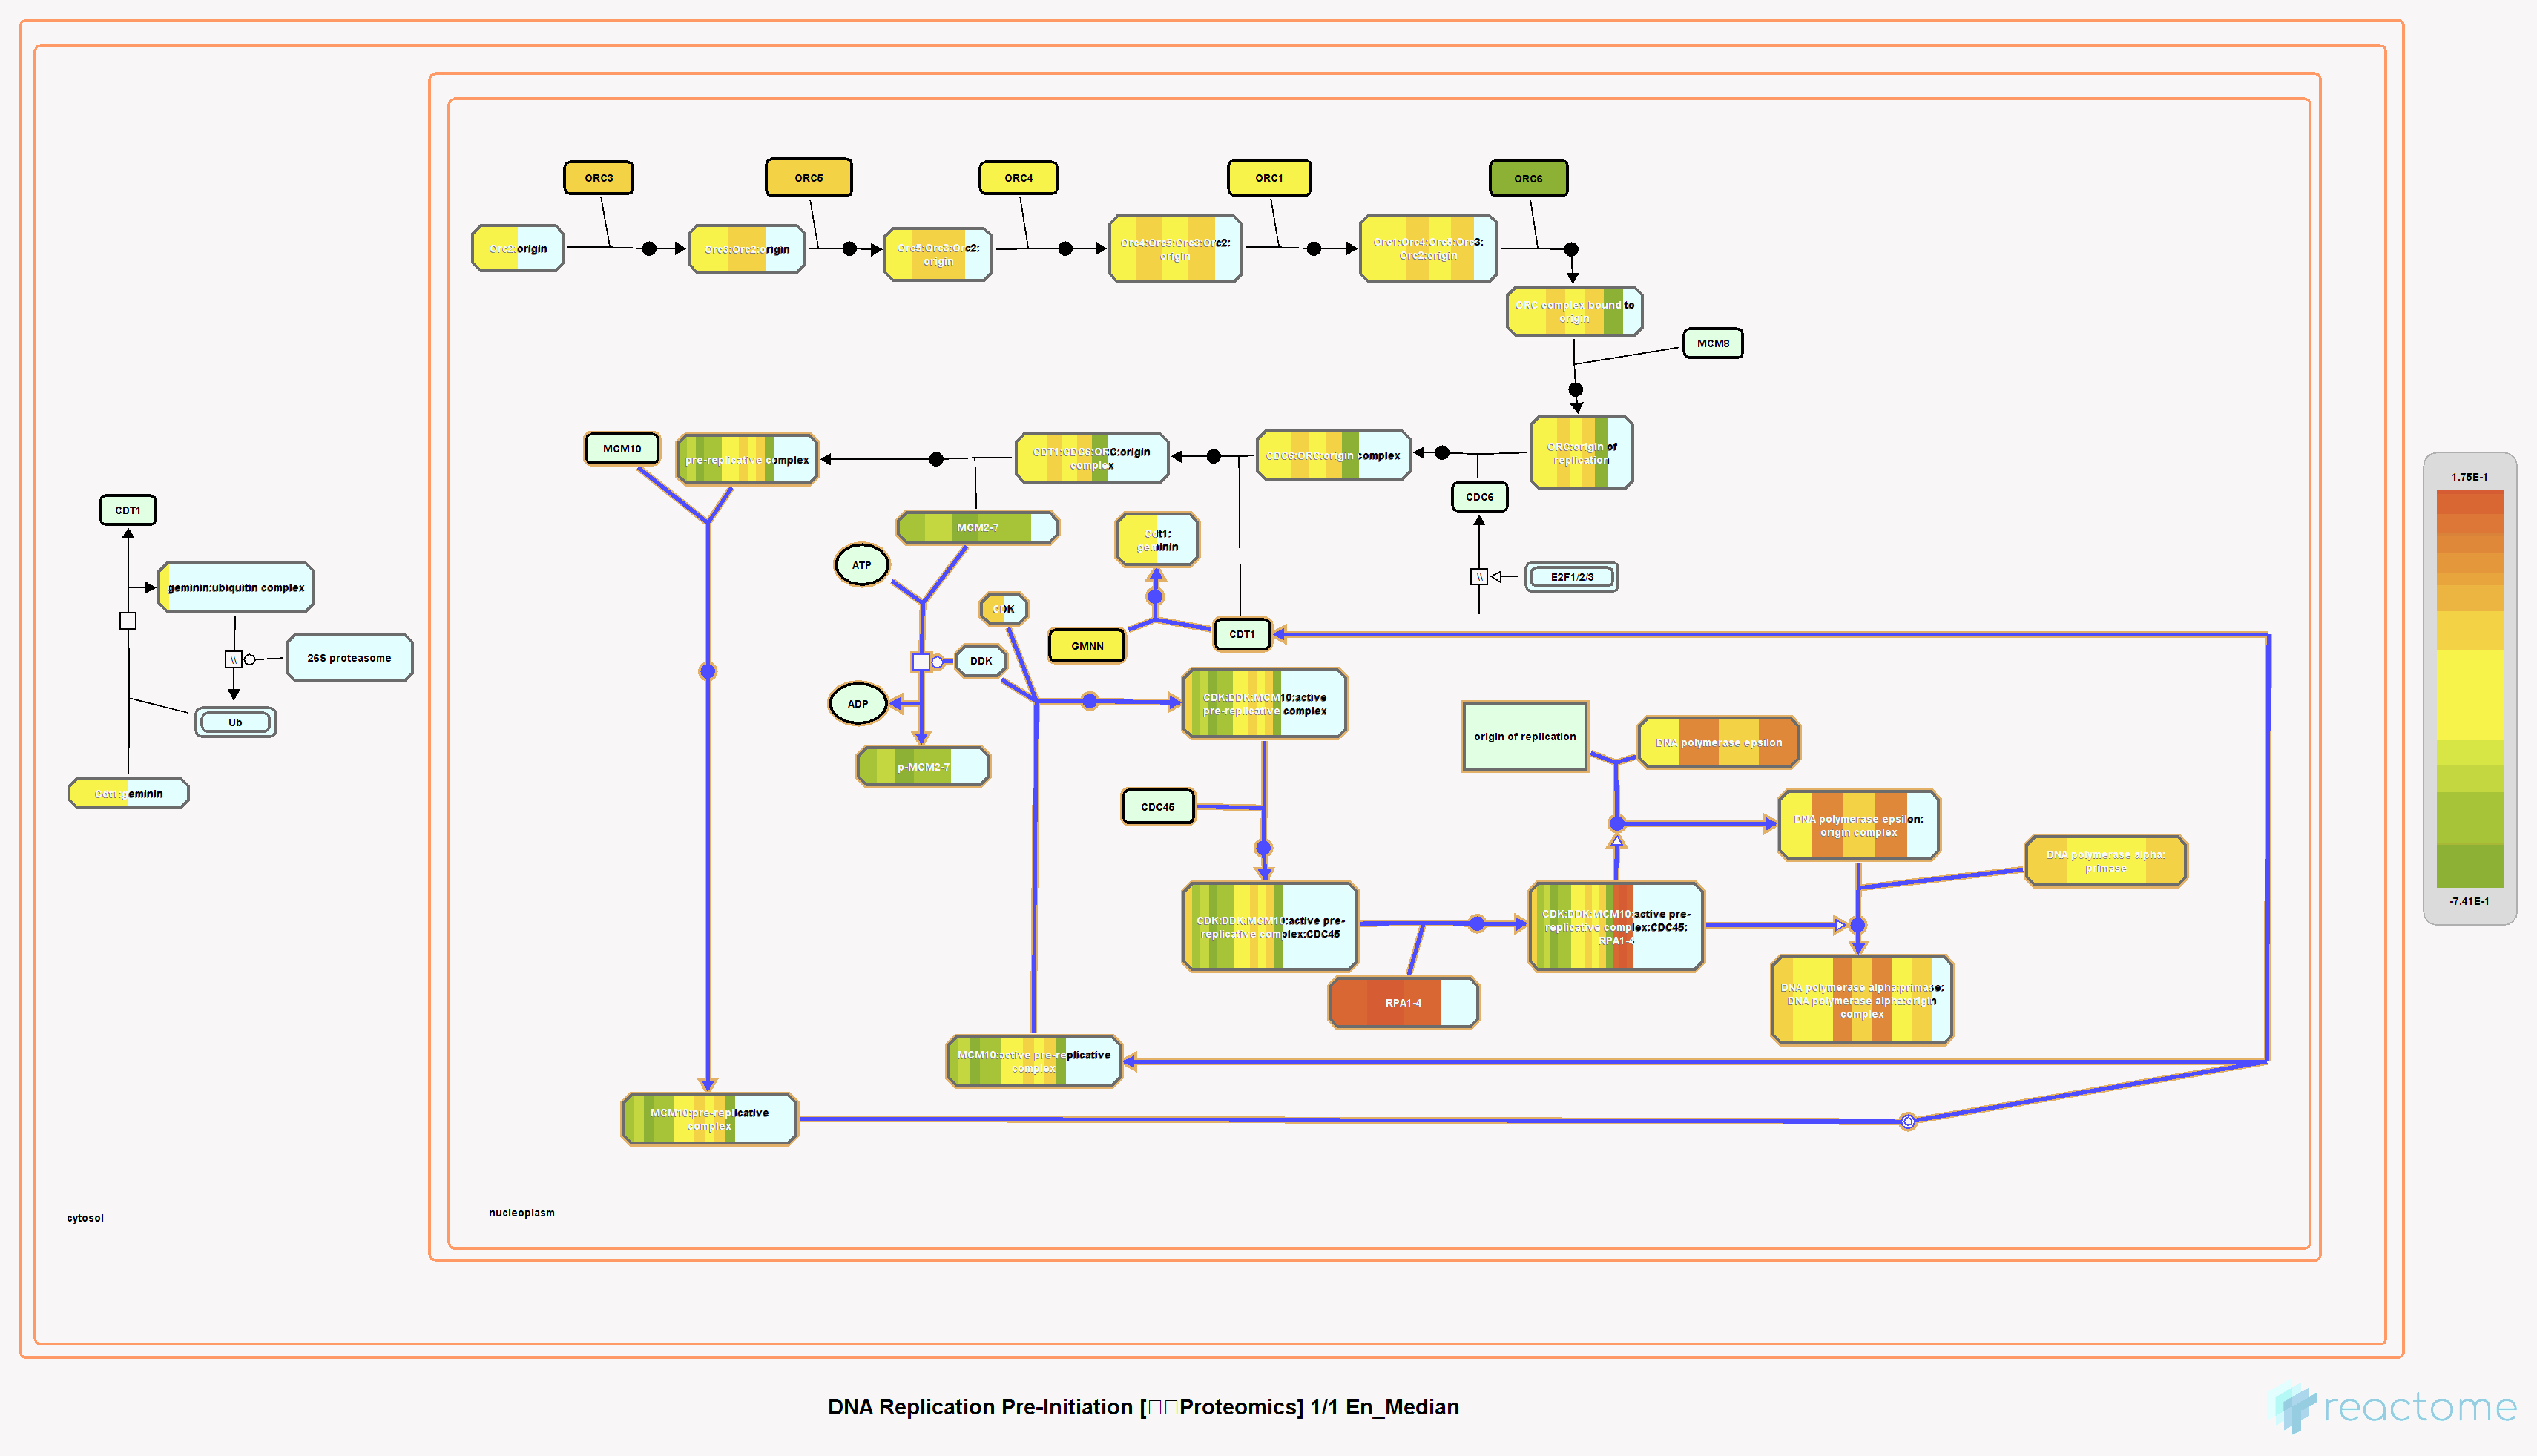 ORC3
ORC5
ORC4
ORC1
ORC6
Orc2:origin
Orc3:Orc2:origin
Orc5:Orc3:Orc2:
origin
Orc4:Orc5:Orc3:Orc2:
origin
Orc1:Orc4:Orc5:Orc3:
Orc2:origin
ORC complex bound to
origin
MCM8
MCM10
pre-replicative complex
CDT1:CDC6:ORC:origin
complex
CDC6:ORC:origin complex
ORC:origin of
replication
CDC6
1.75E-1
CDT1
MCM2-7
Cdt1:
geminin
ATP
E2F1/2/3
geminin:ubiquitin complex
CDK
GMNN
CDT1
26S proteasome
DDK
Ub
ADP
CDK:DDK:MCM10:active
pre-replicative complex
origin of replication
DNA polymerase epsilon
p-MCM2-7
Cdt1:geminin
CDC45
DNA polymerase epsilon:
origin complex
DNA polymerase alpha:
primase
-7.41E-1
CDK:DDK:MCM10:active pre-
replicative complex:CDC45
CDK:DDK:MCM10:active pre-
replicative complex:CDC45:
RPA1-4
RPA1-4
DNA polymerase alpha:primase:
DNA polymerase alpha:origin
complex
MCM10:active pre-replicative
complex
MCM10:pre-replicative
complex
cytosol
nucleoplasm
DNA Replication Pre-Initiation [□□Proteomics] 1/1 En_Median
reactome